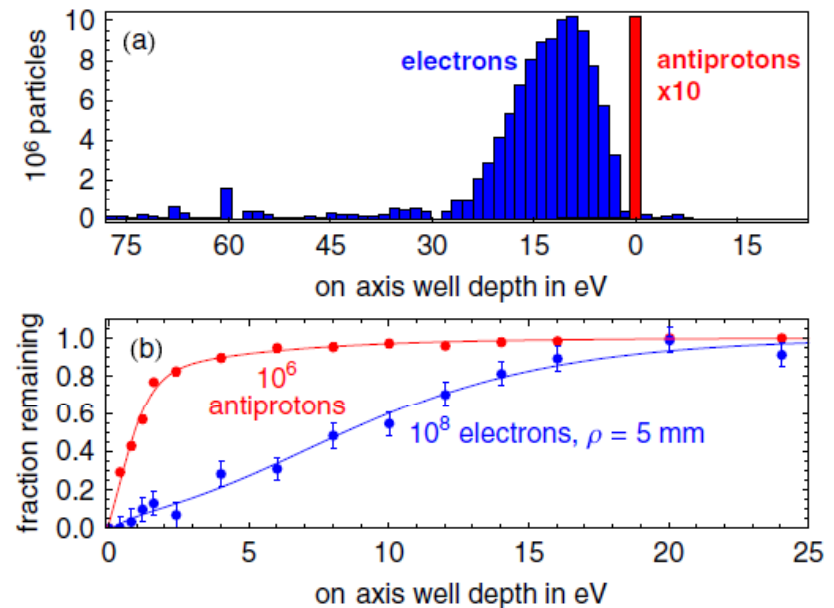 (a)
electrons
antiprotons
x10
10⁶ particles
10
8
6
4
2
0
75 60 45 30 15 0 15
on axis well depth in eV
(b)
fraction remaining
1.0
0.8
0.6
0.4
0.2
0.0
10⁶
antiprotons
10⁸ electrons, ρ = 5 mm
0 5 10 15 20 25
on axis well depth in eV